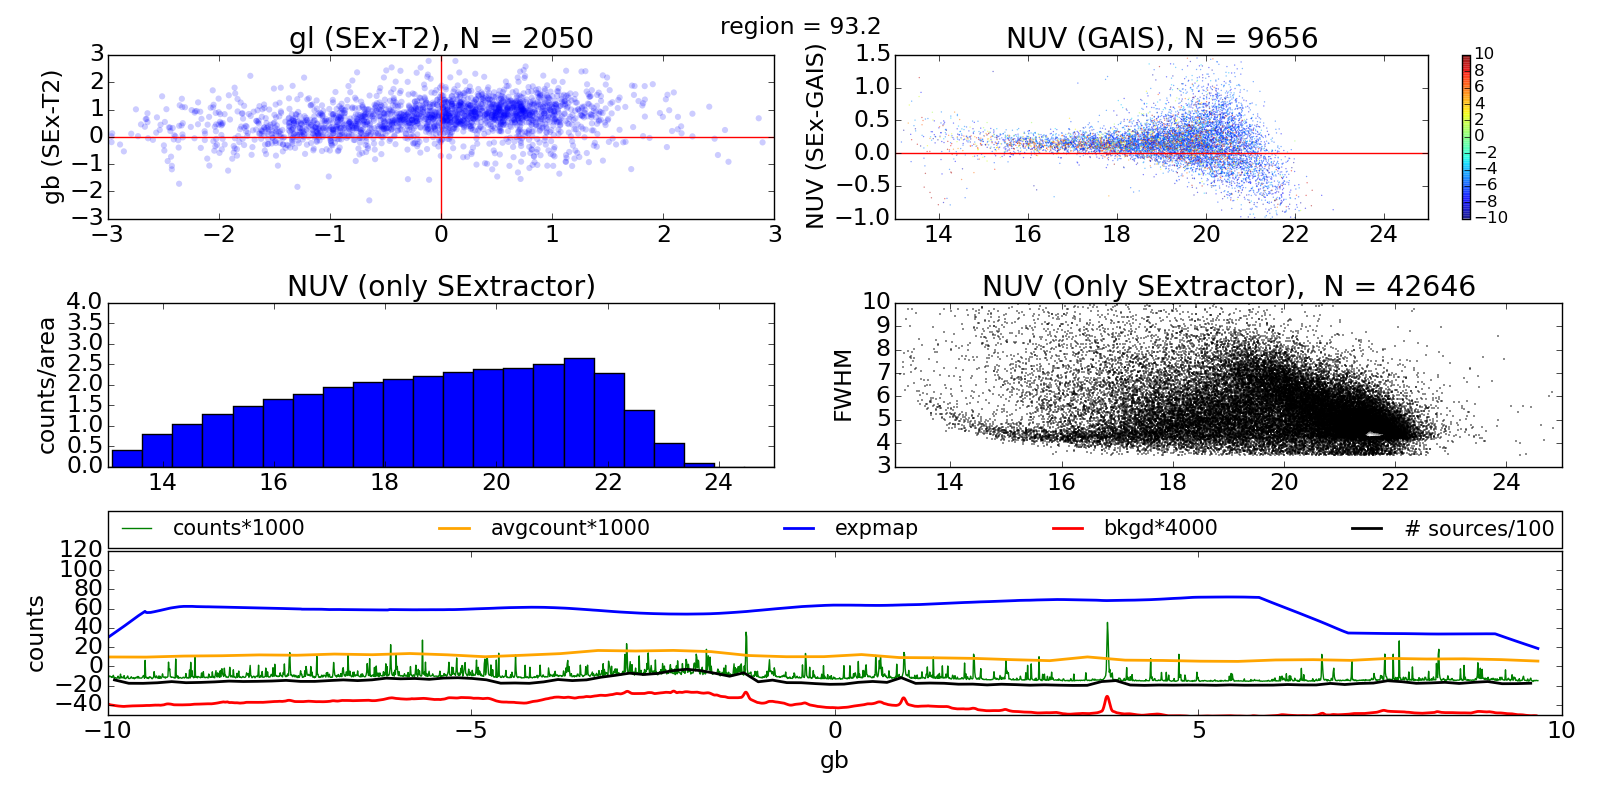 region = 93.2
gl (SEx-T2), N = 2050
gb (SEx-T2)
3
2
1
0
−1
−2
−3
−3 −2 −1 0 1 2 3
NUV (GAIS), N = 9656
NUV (SEx-GAIS)
1.5
1.0
0.5
0.0
−0.5
−1.0
14 16 18 20 22 24
10
8
6
4
2
0
−2
−4
−6
−8
−10
NUV (only SExtractor)
counts/area
4.0
3.5
3.0
2.5
2.0
1.5
1.0
0.5
0.0
14 16 18 20 22 24
NUV (Only SExtractor), N = 42646
FWHM
10
9
8
7
6
5
4
3
14 16 18 20 22 24
counts*1000 avgcount*1000 expmap bkgd*4000 # sources/100
counts
120
100
80
60
40
20
0
−20
−40
−10 −5 0 5 10
gb